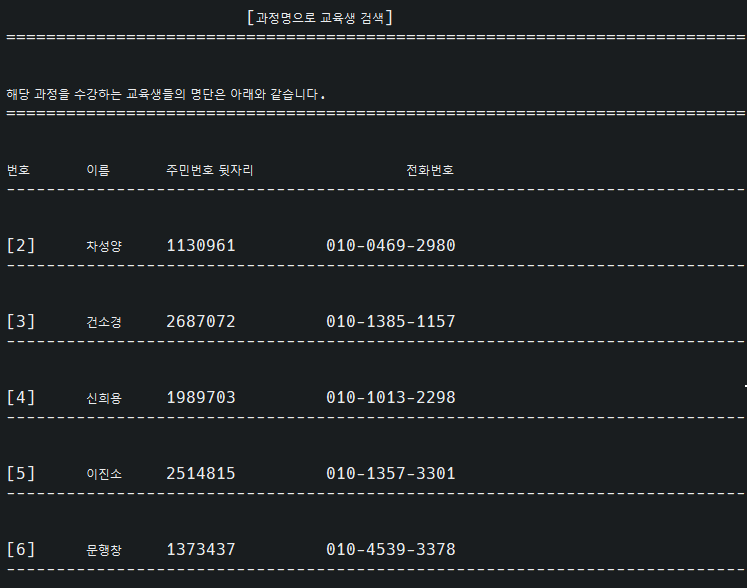 [과정명으로 교육생 검색]
==========================================================================
해당 과정을 수강하는 교육생들의 명단은 아래와 같습니다.
==========================================================================
번호 이름 주민번호 뒷자리 전화번호
--------------------------------------------------------------------------
[2] 차성양 1130961 010-0469-2980
--------------------------------------------------------------------------
[3] 건소경 2687072 010-1385-1157
--------------------------------------------------------------------------
[4] 신희용 1989703 010-1013-2298
--------------------------------------------------------------------------
[5] 이진소 2514815 010-1357-3301
--------------------------------------------------------------------------
[6] 문행창 1373437 010-4539-3378
--------------------------------------------------------------------------